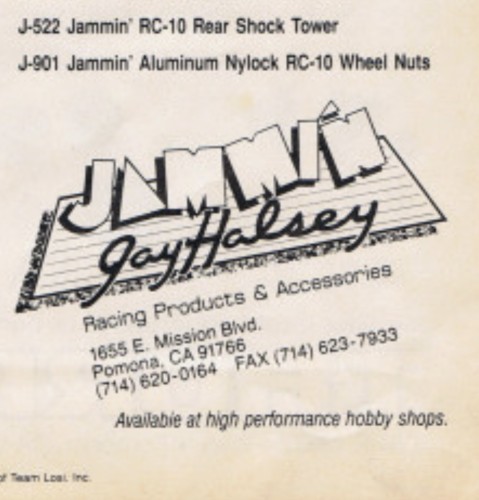 J-522 Jammin' RC-10 Rear Shock Tower
J-901 Jammin' Aluminum Nylock RC-10 Wheel Nuts
JAMMIN
Jay Halsey
Racing Products & Accessories
1655 E. Mission Blvd.
Pomona, CA 91766
(714) 620-0164 FAX (714) 623-7933
Available at high performance hobby shops.
of Team Losi, Inc.